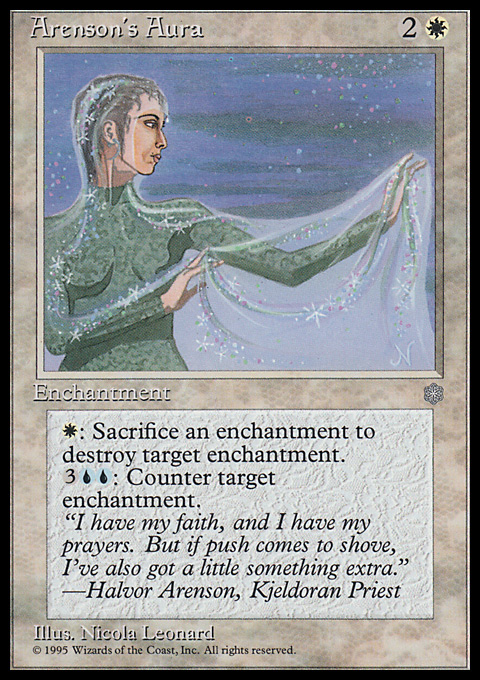 Arenson's Aura 2
Enchantment
: Sacrifice an enchantment to
destroy target enchantment.
3: Counter target
enchantment.
“I have my faith, and I have my
prayers. But if push comes to shove,
I've also got a little something extra.”
—Halvor Arenson, Kjeldoran Priest
Illus. Nicola Leonard
© 1995 Wizards of the Coast, Inc. All rights reserved.